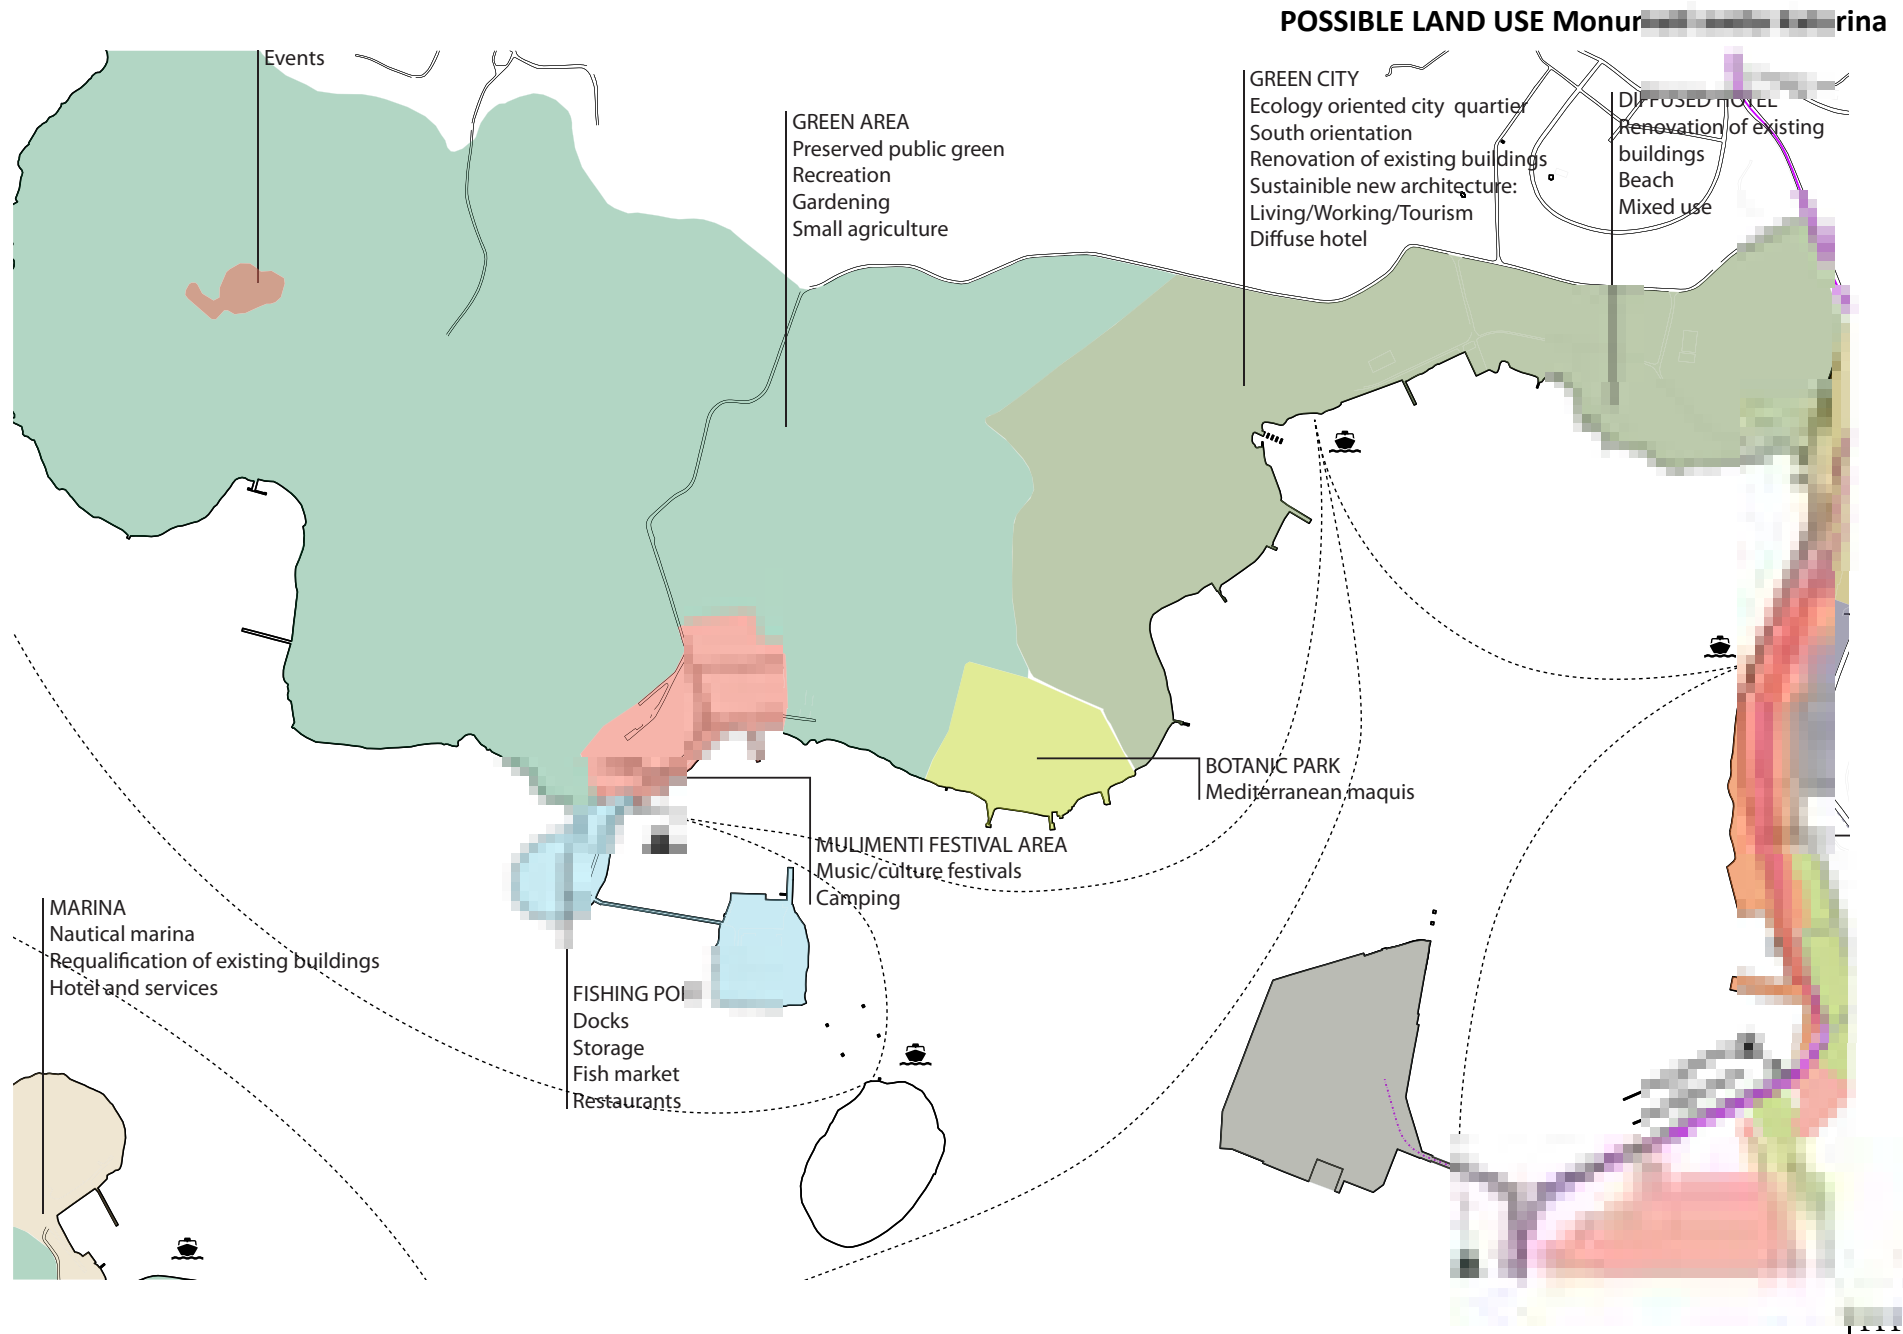 POSSIBLE LAND USE
Events
GREEN AREA
Preserved public green
Recreation
Gardening
Small agriculture
GREEN CITY
Ecology oriented city quartier
South orientation
Renovation of existing buildings
Sustainible new architecture:
Living/Working/Tourism
Diffuse hotel
DIFFUSED HOTEL
Renovation of existing
buildings
Beach
Mixed use
BOTANIC PARK
Mediterranean maquis
MULIMENTI FESTIVAL AREA
Music/culture festivals
Camping
MARINA
Nautical marina
Requalification of existing buildings
Hotel and services
FISHING
Docks
Storage
Fish market
Restaurants